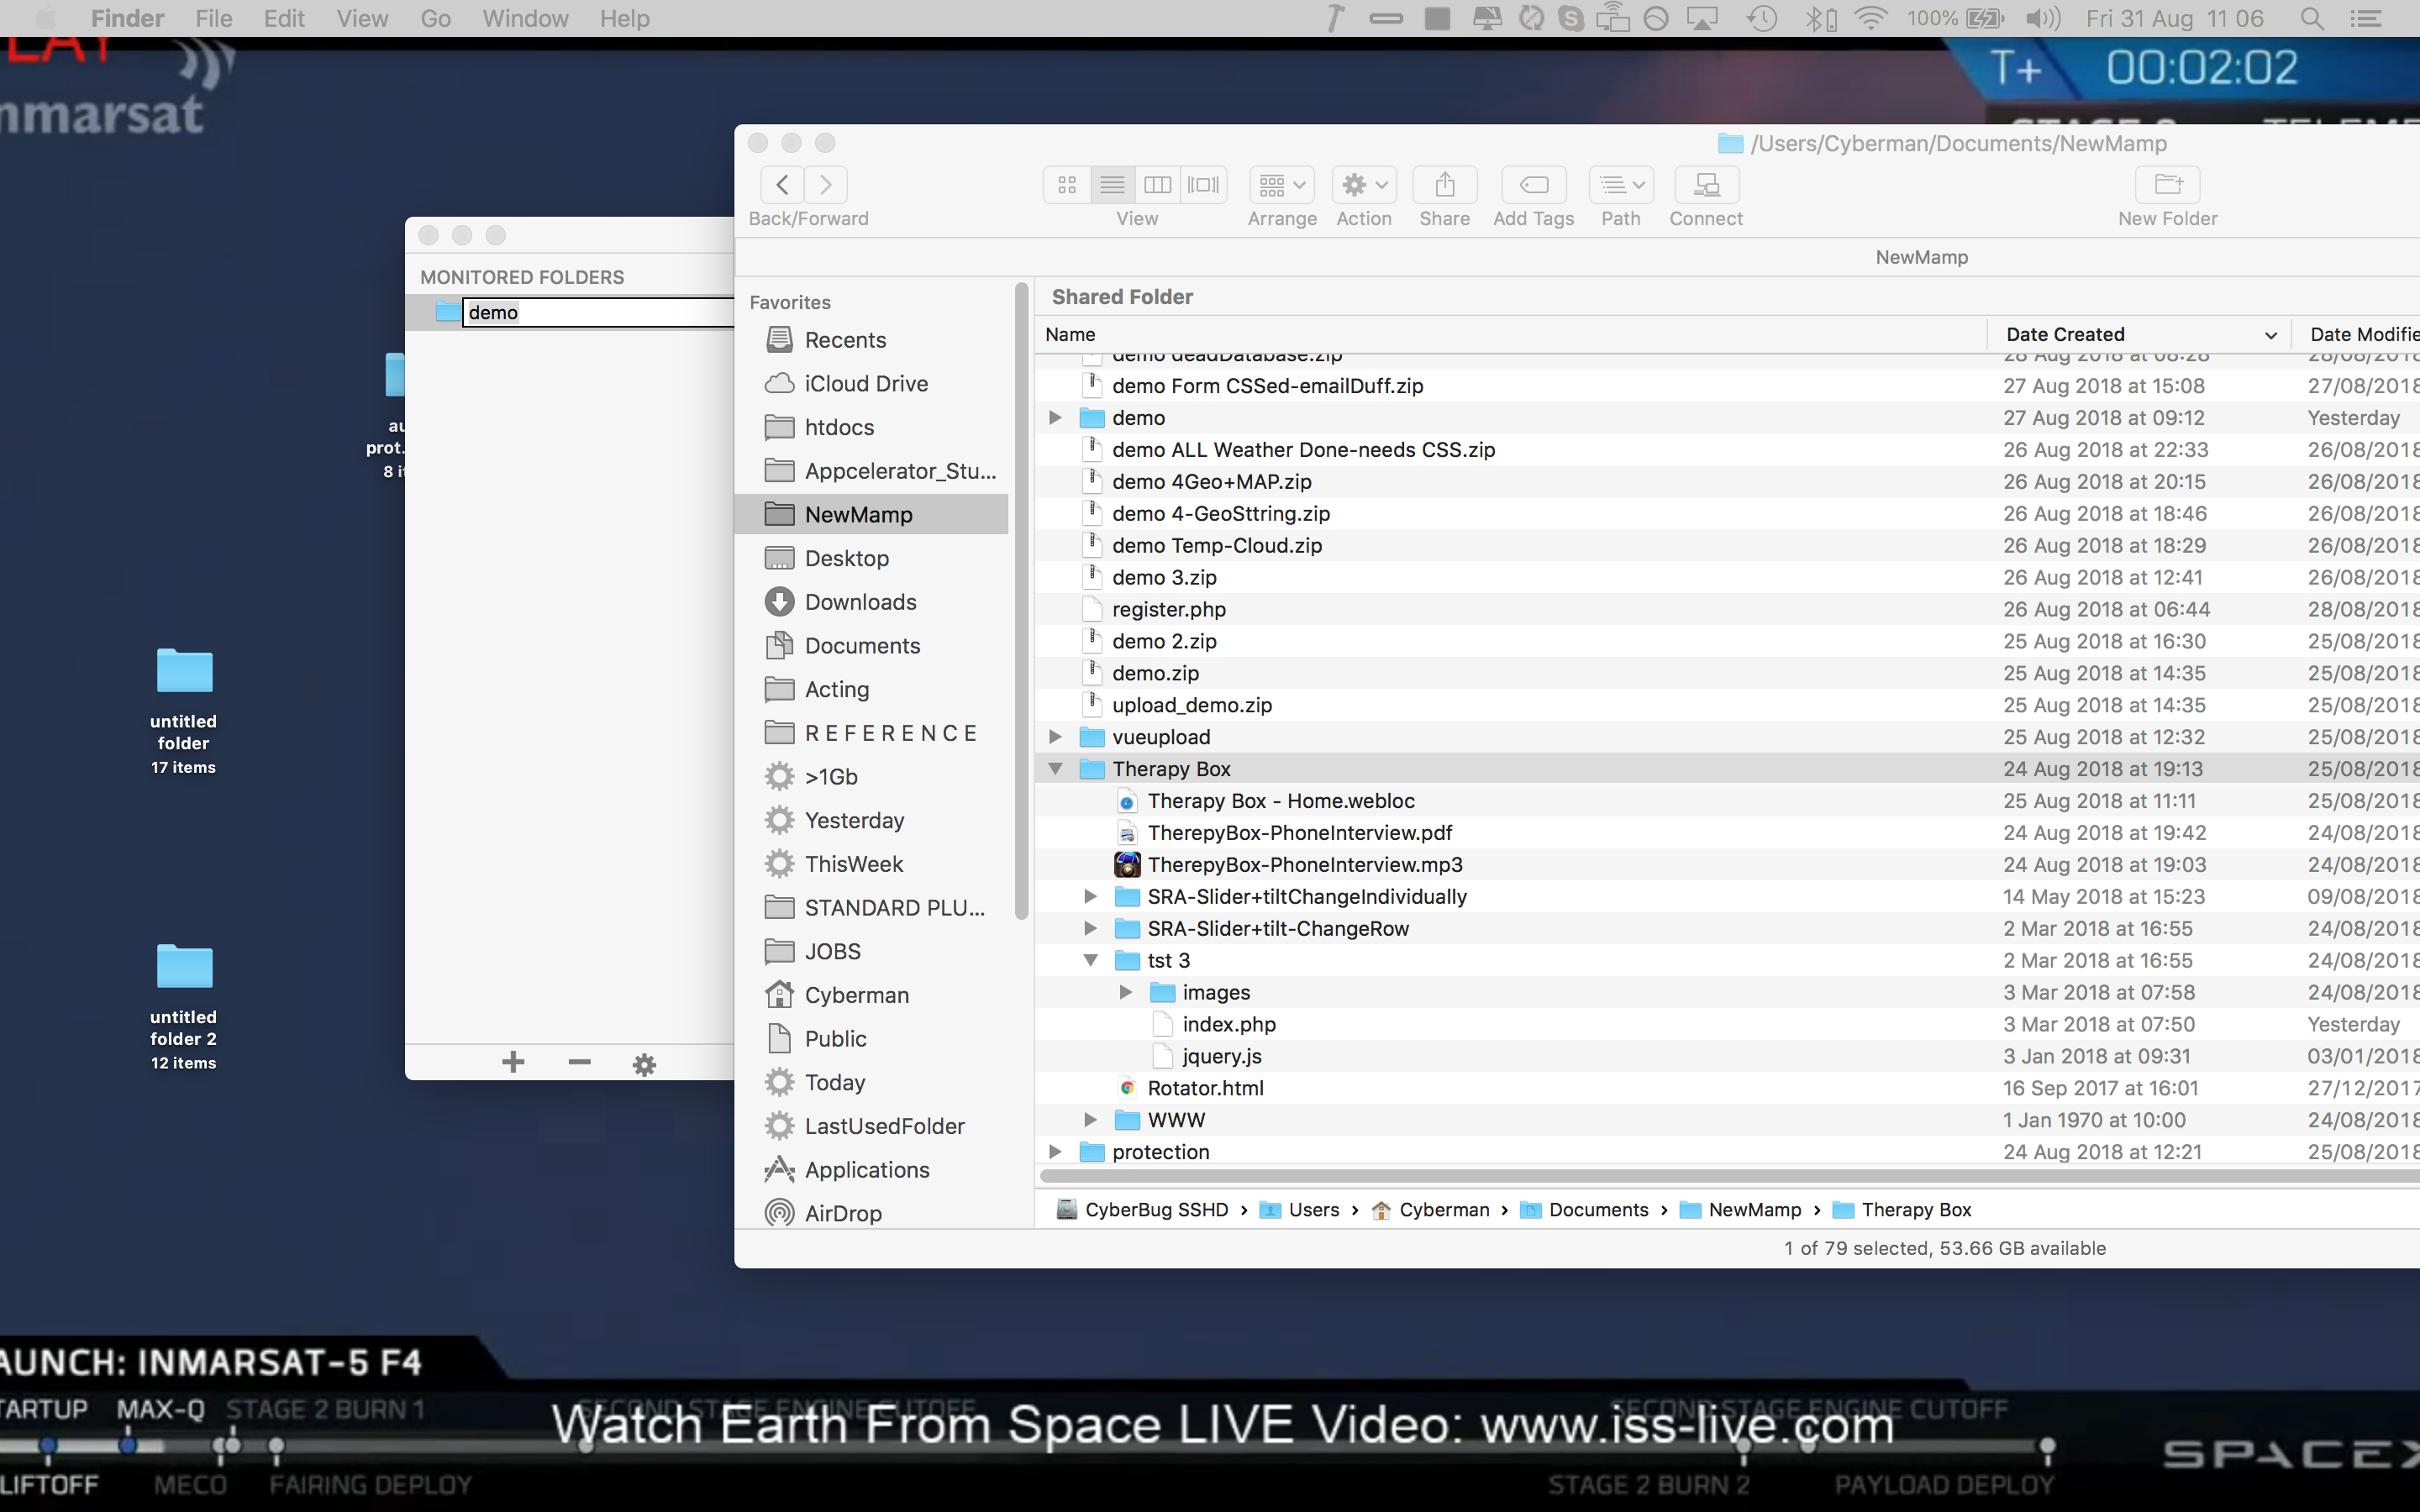 Finder File Edit View Go Window Help 100% Fri 31 Aug 11 06
LAY
nmarsat
T+ 00:02:02
/Users/Cyberman/Documents/NewMamp
Back/Forward View Arrange Action Share Add Tags Path Connect New Folder
NewMamp
MONITORED FOLDERS
demo
au
prot.
8 it
untitled
folder
17 items
untitled
folder 2
12 items
Favorites
Recents
iCloud Drive
htdocs
Appcelerator_Stu...
NewMamp
Desktop
Downloads
Documents
Acting
R E F E R E N C E
>1Gb
Yesterday
ThisWeek
STANDARD PLU...
JOBS
Cyberman
Public
Today
LastUsedFolder
Applications
AirDrop
Shared Folder
Name Date Created Date Modifie
demo deadDatabase.zip 28 Aug 2018 at 08:28 28/08/2018
demo Form CSSed-emailDuff.zip 27 Aug 2018 at 15:08 27/08/2018
demo 27 Aug 2018 at 09:12 Yesterday
demo ALL Weather Done-needs CSS.zip 26 Aug 2018 at 22:33 26/08/2018
demo 4Geo+MAP.zip 26 Aug 2018 at 20:15 26/08/2018
demo 4-GeoSttring.zip 26 Aug 2018 at 18:46 26/08/2018
demo Temp-Cloud.zip 26 Aug 2018 at 18:29 26/08/2018
demo 3.zip 26 Aug 2018 at 12:41 26/08/2018
register.php 26 Aug 2018 at 06:44 28/08/2018
demo 2.zip 25 Aug 2018 at 16:30 25/08/2018
demo.zip 25 Aug 2018 at 14:35 25/08/2018
upload_demo.zip 25 Aug 2018 at 14:35 25/08/2018
vueupload 25 Aug 2018 at 12:32 25/08/2018
Therapy Box 24 Aug 2018 at 19:13 25/08/2018
Therapy Box - Home.webloc 25 Aug 2018 at 11:11 25/08/2018
TherepyBox-PhoneInterview.pdf 24 Aug 2018 at 19:42 24/08/2018
TherepyBox-PhoneInterview.mp3 24 Aug 2018 at 19:03 24/08/2018
SRA-Slider+tiltChangeIndividually 14 May 2018 at 15:23 09/08/2018
SRA-Slider+tilt-ChangeRow 2 Mar 2018 at 16:55 24/08/2018
tst 3 2 Mar 2018 at 16:55 24/08/2018
images 3 Mar 2018 at 07:58 24/08/2018
index.php 3 Mar 2018 at 07:50 Yesterday
jquery.js 3 Jan 2018 at 09:31 03/01/2018
Rotator.html 16 Sep 2017 at 16:01 27/12/2017
WWW 1 Jan 1970 at 10:00 24/08/2018
protection 24 Aug 2018 at 12:21 25/08/2018
CyberBug SSHD › Users › Cyberman › Documents › NewMamp › Therapy Box
1 of 79 selected, 53.66 GB available
AUNCH: INMARSAT-5 F4
TARTUP MAX-Q STAGE 2 BURN 1 SECOND STAGE ENGINE CUTOFF SECOND STAGE ENGINE CUTOFF
Watch Earth From Space LIVE Video: www.iss-live.com
SPACEX
LIFTOFF MECO FAIRING DEPLOY STAGE 2 BURN 2 PAYLOAD DEPLOY